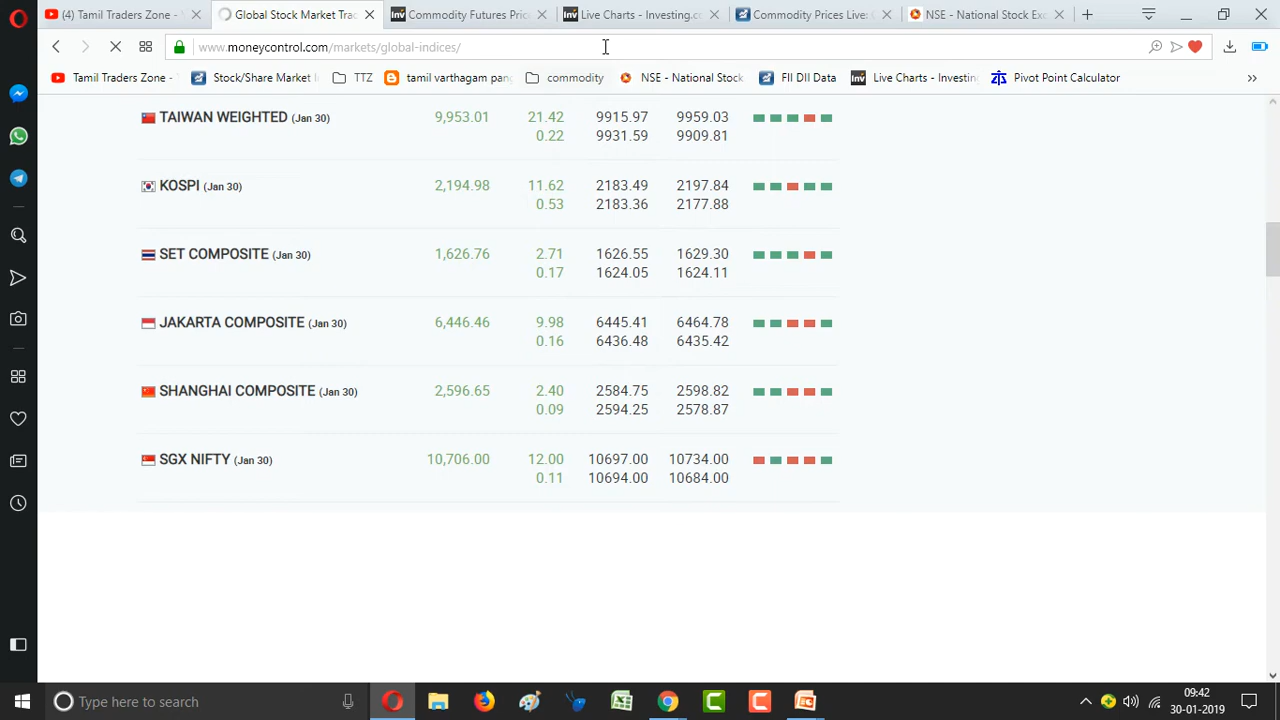 (4) Tamil Traders Zone - Global Stock Market Trac Commodity Futures Pric Live Charts - Investing.co Commodity Prices Live: NSE - National Stock Exc
www.moneycontrol.com/markets/global-indices/
Tamil Traders Zone - Stock/Share Market TTZ tamil varthagam commodity NSE - National Stock FII DII Data Live Charts - Investin Pivot Point Calculator
TAIWAN WEIGHTED (Jan 30) 9,953.01 21.42 9915.97 9959.03
0.22 9931.59 9909.81
KOSPI (Jan 30) 2,194.98 11.62 2183.49 2197.84
0.53 2183.36 2177.88
SET COMPOSITE (Jan 30) 1,626.76 2.71 1626.55 1629.30
0.17 1624.05 1624.11
JAKARTA COMPOSITE (Jan 30) 6,446.46 9.98 6445.41 6464.78
0.16 6436.48 6435.42
SHANGHAI COMPOSITE (Jan 30) 2,596.65 2.40 2584.75 2598.82
0.09 2594.25 2578.87
SGX NIFTY (Jan 30) 10,706.00 12.00 10697.00 10734.00
0.11 10694.00 10684.00
Type here to search
09:42
30-01-2019